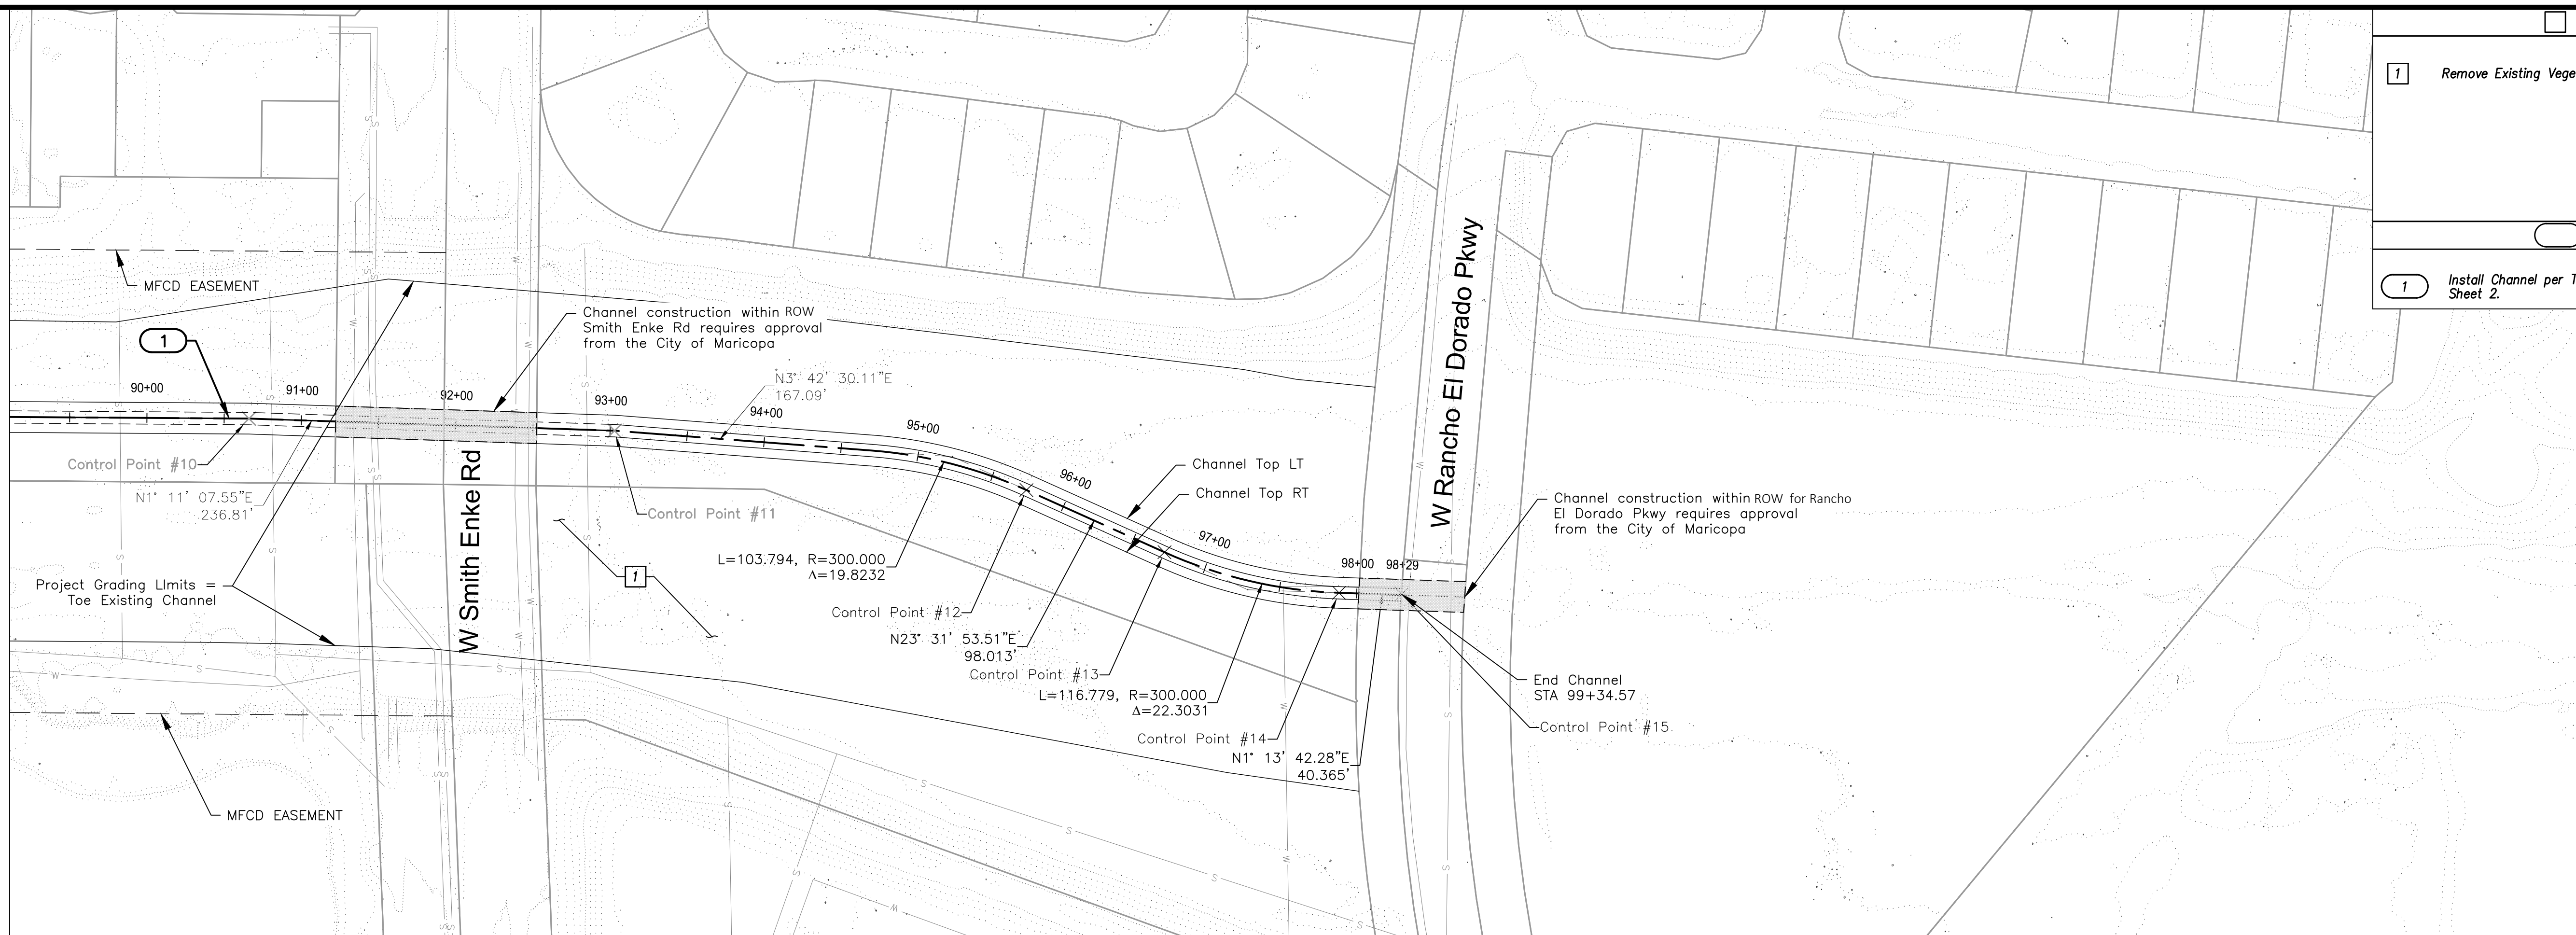 1
Remove Existing Vege
1
Install Channel per T
Sheet 2.
MFCD EASEMENT
1
Channel construction within ROW
Smith Enke Rd requires approval
from the City of Maricopa
N3° 42' 30.11"E
167.09'
90+00
91+00
92+00
93+00
94+00
95+00
96+00
97+00
98+00
98+29
Control Point #10
N1° 11' 07.55"E
236.81'
W Smith Enke Rd
Control Point #11
Channel Top LT
Channel Top RT
W Rancho El Dorado Pkwy
Channel construction within ROW for Rancho
El Dorado Pkwy requires approval
from the City of Maricopa
L=103.794, R=300.000
Δ=19.8232
1
Project Grading LImits =
Toe Existing Channel
Control Point #12
N23° 31' 53.51"E
98.013'
Control Point #13
L=116.779, R=300.000
Δ=22.3031
End Channel
STA 99+34.57
Control Point #15
Control Point #14
N1° 13' 42.28"E
40.365'
MFCD EASEMENT